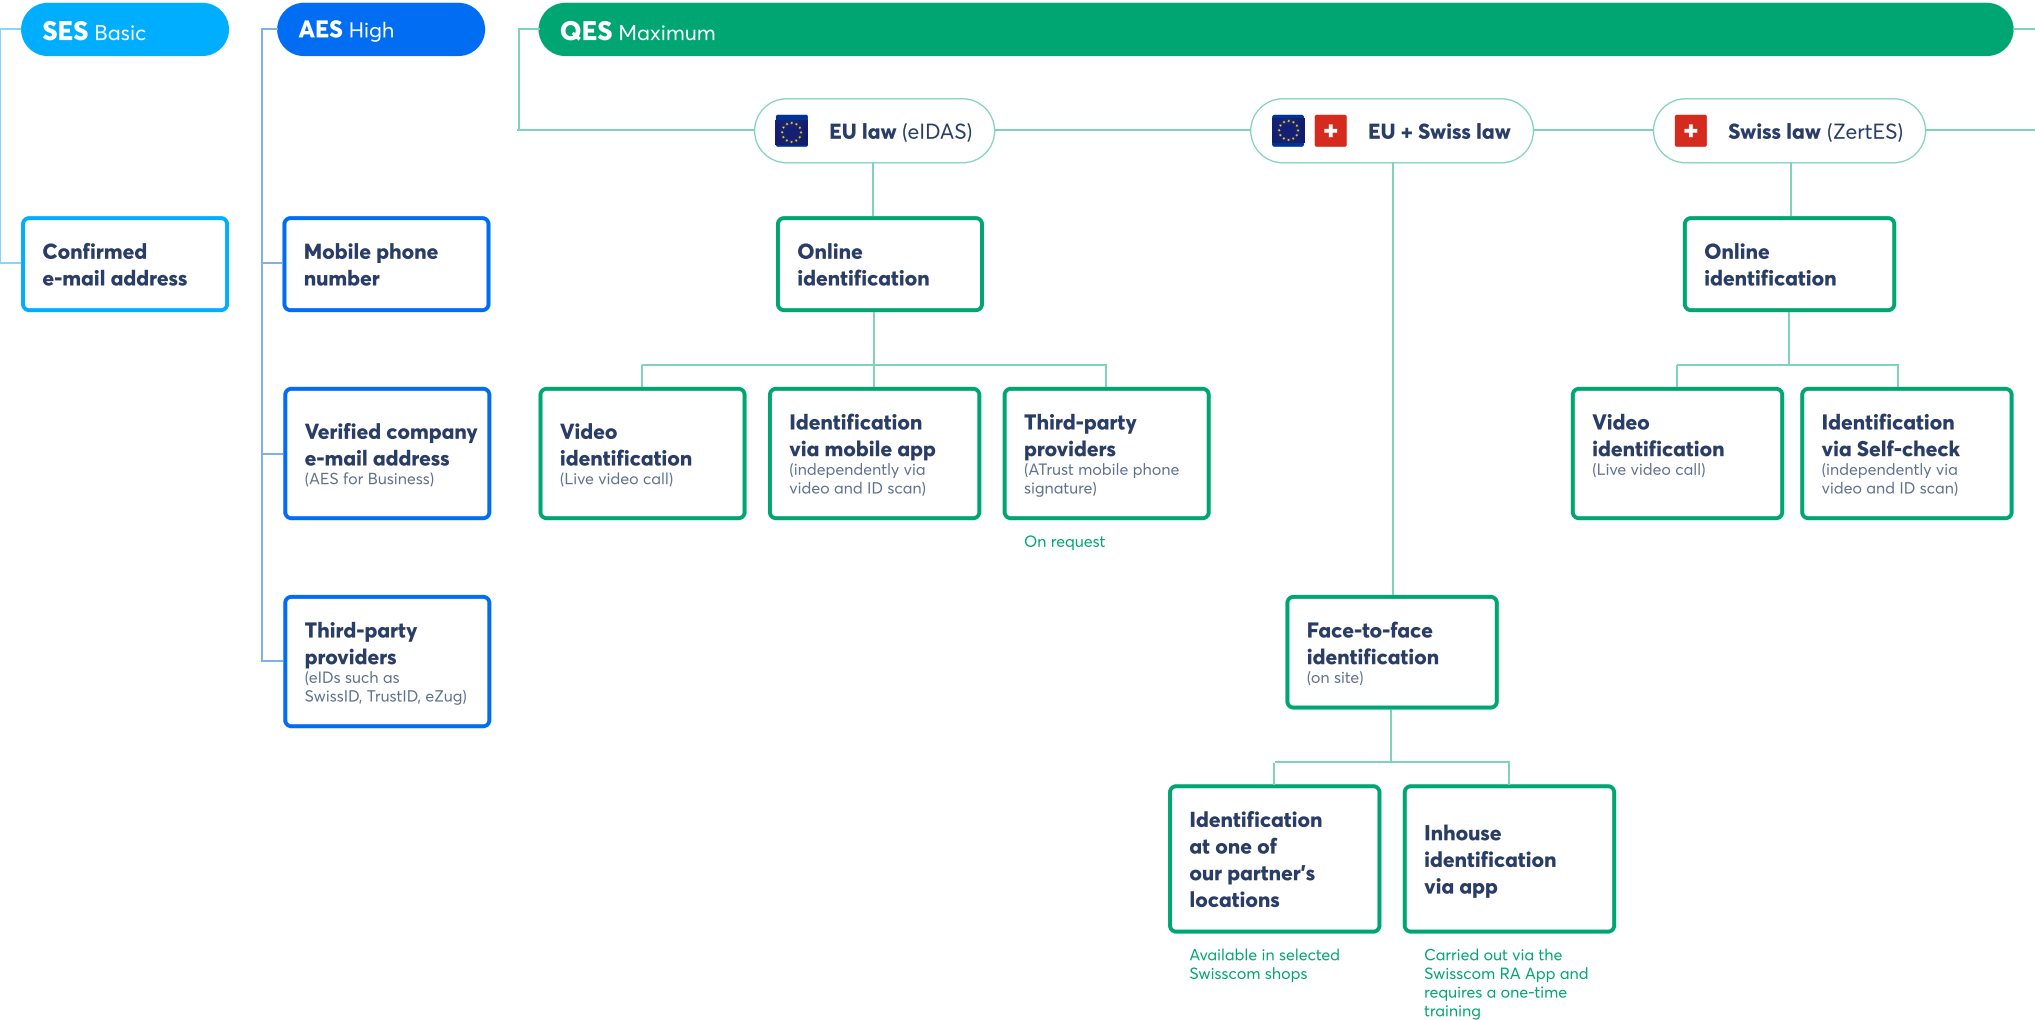 SES Basic
AES High
QES Maximum
EU law (eIDAS)
EU + Swiss law
Swiss law (ZertES)
Confirmed
e-mail address
Mobile phone
number
Verified company
e-mail address
(AES for Business)
Third-party
providers
(eIDs such as
SwissID, TrustID, eZug)
Online
identification
Video
identification
(Live video call)
Identification
via mobile app
(independently via
video and ID scan)
Third-party
providers
(ATrust mobile phone
signature)
On request
Face-to-face
identification
(on site)
Identification
at one of
our partner's
locations
Available in selected
Swisscom shops
Inhouse
identification
via app
Carried out via the
Swisscom RA App and
requires a one-time
training
Online
identification
Video
identification
(Live video call)
Identification
via Self-check
(independently via
video and ID scan)